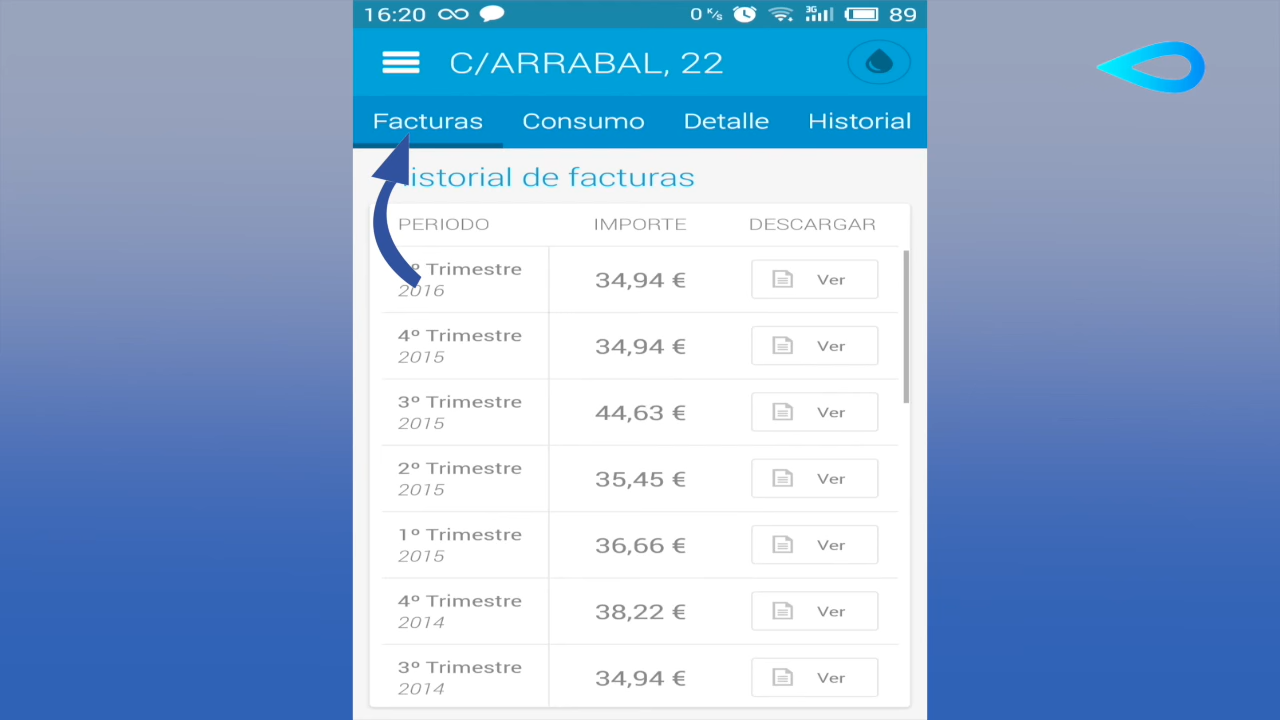 16:20 0 K/s 3G 89
C/ARRABAL, 22
Facturas Consumo Detalle Historial
istorial de facturas
PERIODO IMPORTE DESCARGAR
º Trimestre 34,94 € Ver
2016
4º Trimestre 34,94 € Ver
2015
3º Trimestre 44,63 € Ver
2015
2º Trimestre 35,45 € Ver
2015
1º Trimestre 36,66 € Ver
2015
4º Trimestre 38,22 € Ver
2014
3º Trimestre 34,94 € Ver
2014